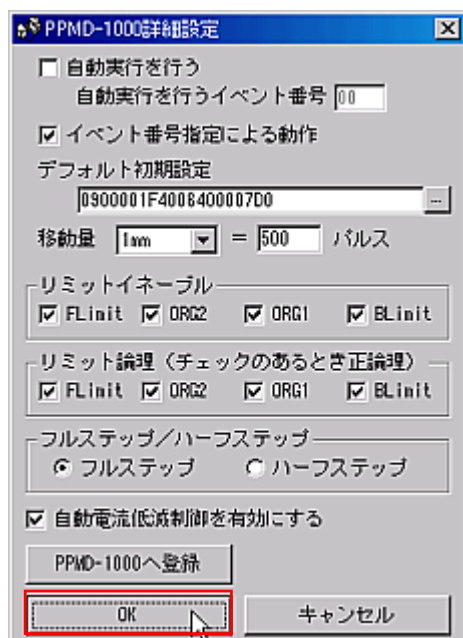 PPMD-1000詳細設定
自動実行を行う
自動実行を行うイベント番号 00
イベント番号指定による動作
デフォルト初期設定
0900001F4006400007D0 ...
移動量 1mm = 500 パルス
リミットイネーブル
FLinit ORG2 ORG1 BLinit
リミット論理（チェックのあるとき正論理）
FLinit ORG2 ORG1 BLinit
フルステップ／ハーフステップ
フルステップ ハーフステップ
自動電流低減制御を有効にする
PPMD-1000へ登録
OK キャンセル